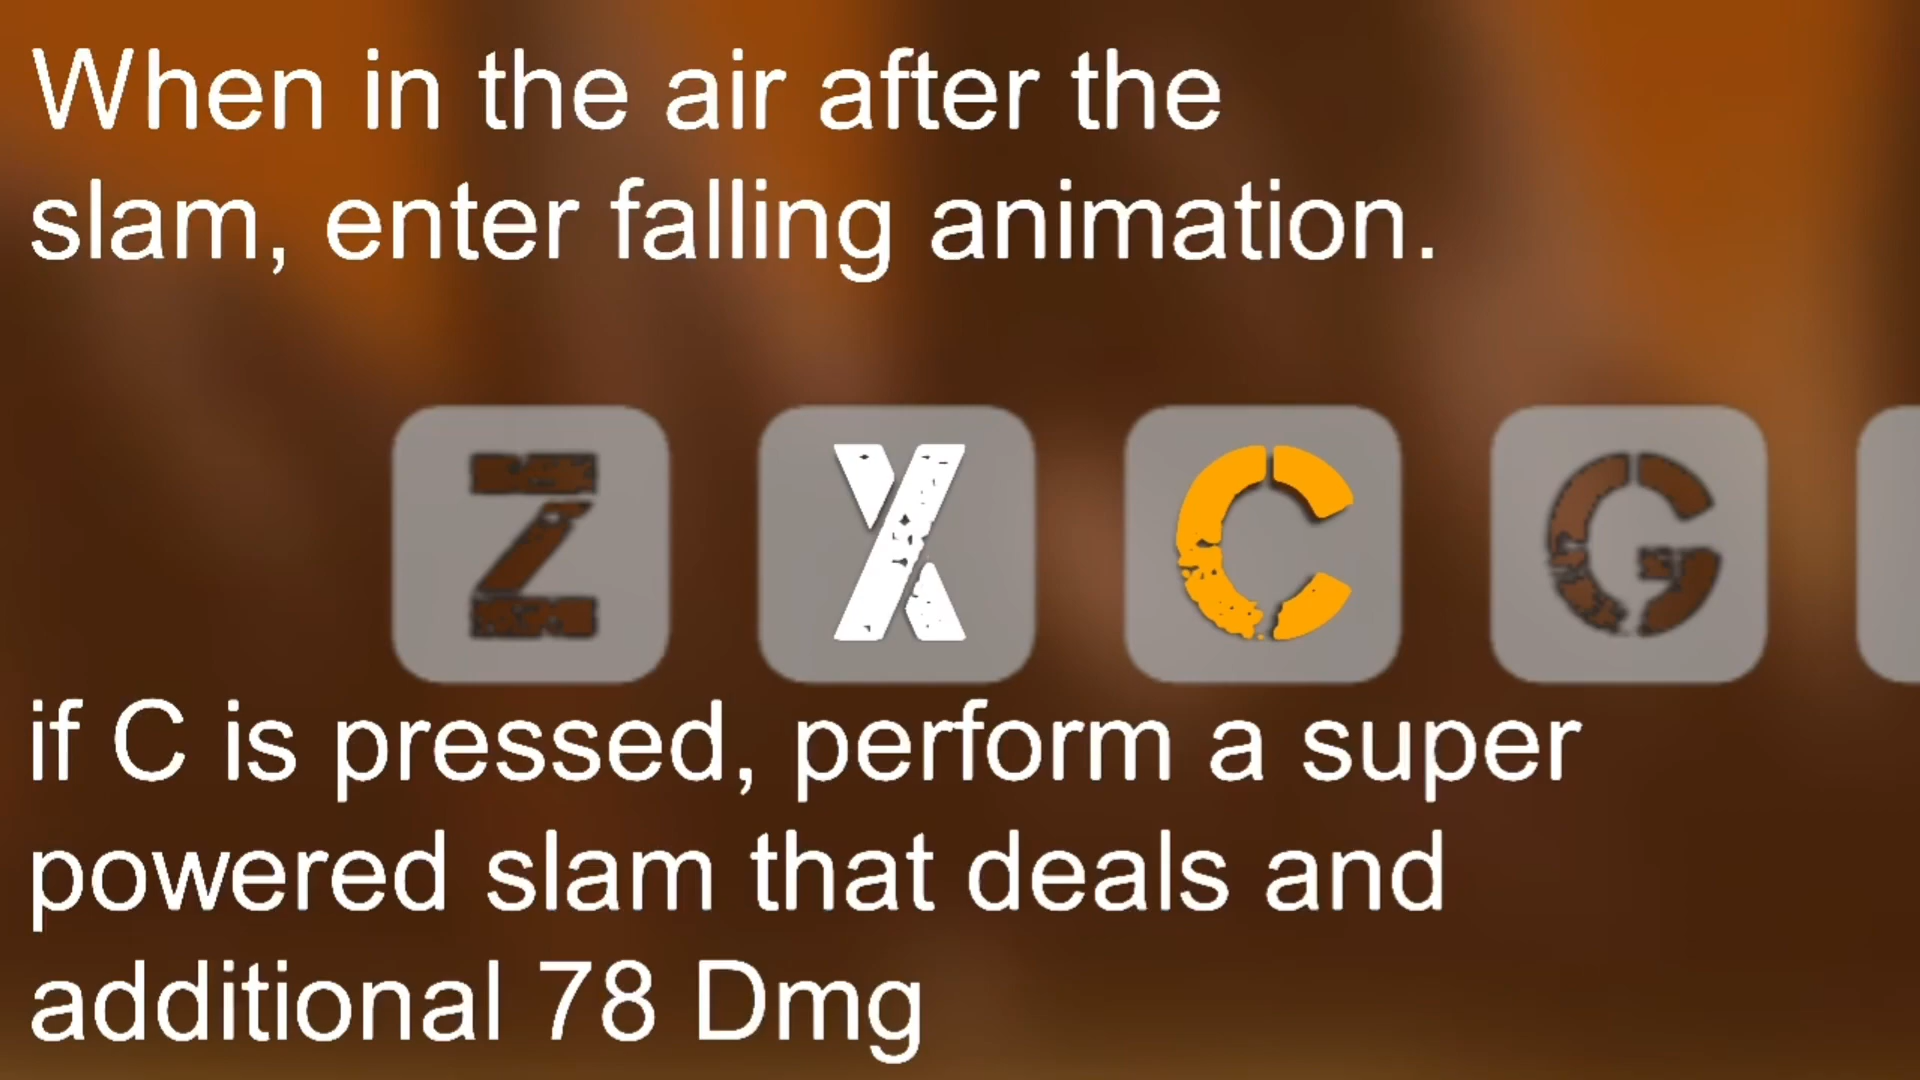 When in the air after the
slam, enter falling animation.
Z X C G
if C is pressed, perform a super
powered slam that deals and
additional 78 Dmg